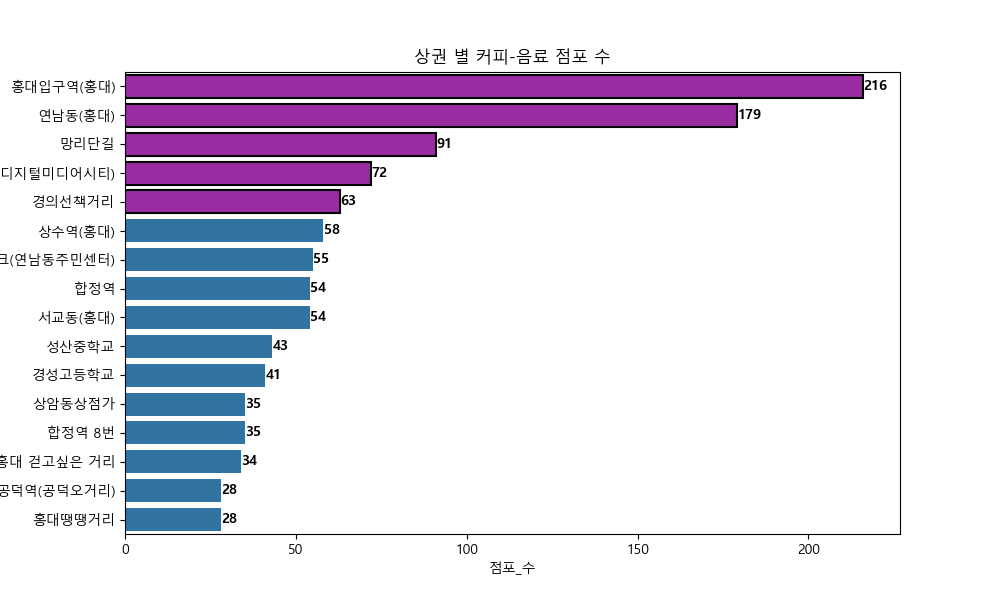 상권 별 커피-음료 점포 수
홍대입구역(홍대) 216
연남동(홍대) 179
망리단길 91
디지털미디어시티) 72
경의선책거리 63
상수역(홍대) 58
크(연남동주민센터) 55
합정역 54
서교동(홍대) 54
성산중학교 43
경성고등학교 41
상암동상점가 35
합정역 8번 35
홍대 걷고싶은 거리 34
공덕역(공덕오거리) 28
홍대땡땡거리 28
0 50 100 150 200
점포_수